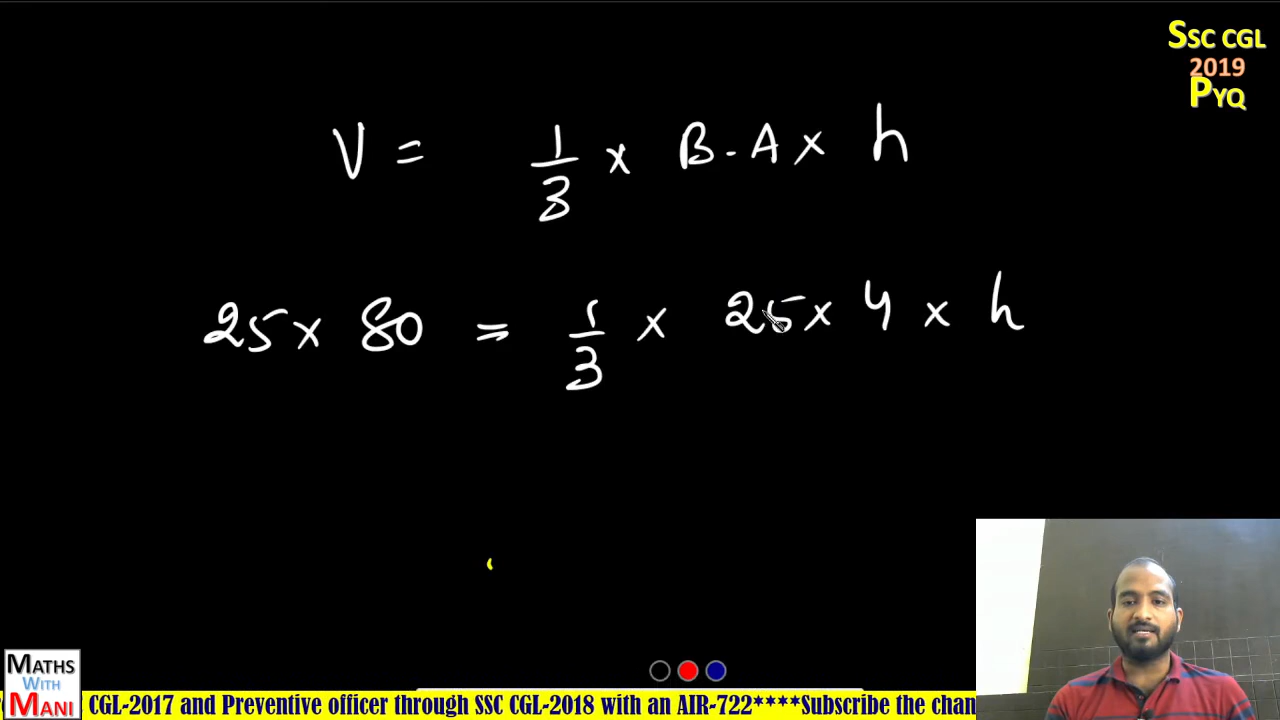 SSC CGL
2019
PYQ
V = 1/3 × B.A × h
25 × 80 = 1/3 × 25 × 4 × h
MATHS
WITH
MANI
CGL-2017 and Preventive officer through SSC CGL-2018 with an AIR-722****Subscribe the chan